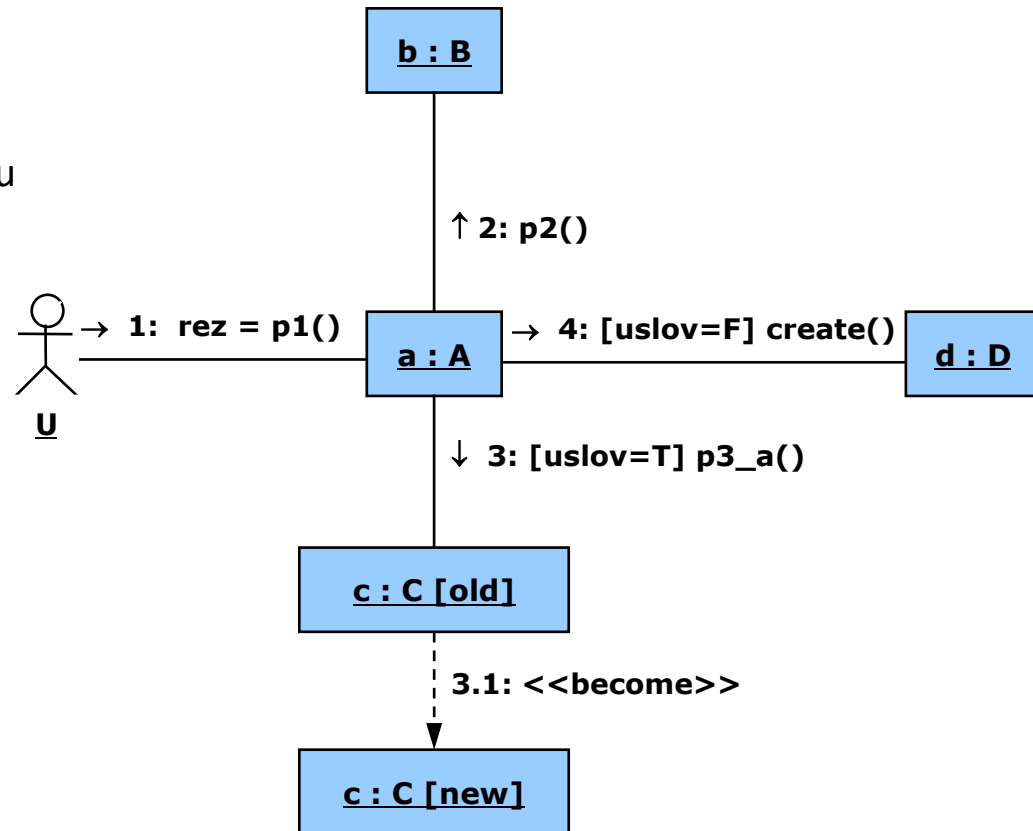 b : B
u
↑ 2: p2()
→ 1: rez = p1()
a : A
→ 4: [uslov=F] create()
d : D
U
↓ 3: [uslov=T] p3_a()
c : C [old]
3.1: <<become>>
c : C [new]